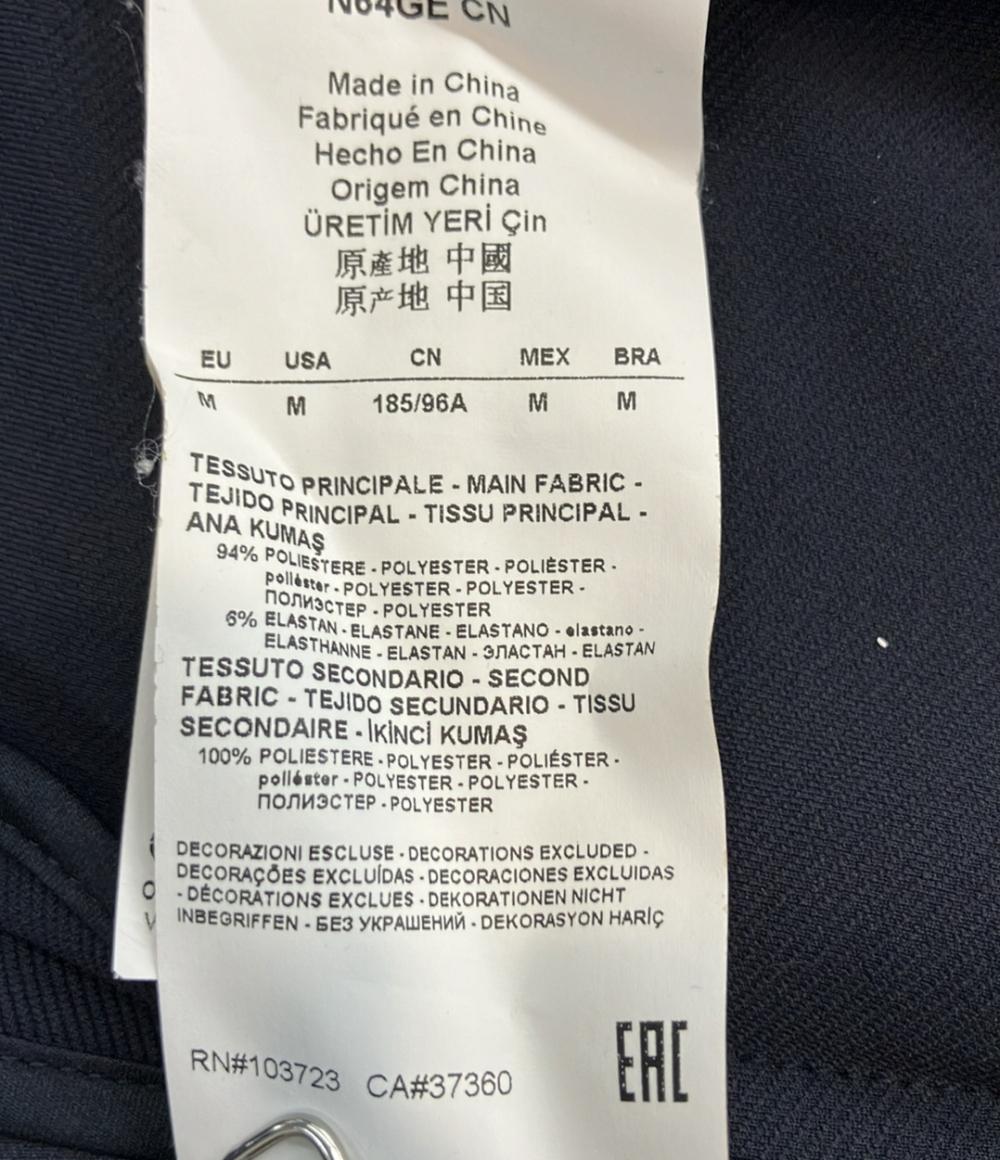 N64GE CN
Made in China
Fabriqué en Chine
Hecho En China
Origem China
ÜRETİM YERİ Çin
原產地 中國
原产地 中国
EU USA CN MEX BRA
M M 185/96A M M
TESSUTO PRINCIPALE - MAIN FABRIC -
TEJIDO PRINCIPAL - TISSU PRINCIPAL -
ANA KUMAŞ
94% POLIESTERE - POLYESTER - POLIÉSTER -
poliéster - POLYESTER - POLYESTER -
ПОЛИЭСТЕР - POLYESTER
6% ELASTAN - ELASTANE - ELASTANO - elastano -
ELASTHANNE - ELASTAN - ЭЛАСТАН - ELASTAN
TESSUTO SECONDARIO - SECOND
FABRIC - TEJIDO SECUNDARIO - TISSU
SECONDAIRE - İKİNCİ KUMAŞ
100% POLIESTERE - POLYESTER - POLIÉSTER -
poliéster - POLYESTER - POLYESTER -
ПОЛИЭСТЕР - POLYESTER
DECORAZIONI ESCLUSE - DECORATIONS EXCLUDED -
DECORAÇÕES EXCLUÍDAS - DECORACIONES EXCLUIDAS
- DÉCORATIONS EXCLUES - DEKORATIONEN NICHT
INBEGRIFFEN - БЕЗ УКРАШЕНИЙ - DEKORASYON HARİÇ
EAC
RN#103723 CA#37360